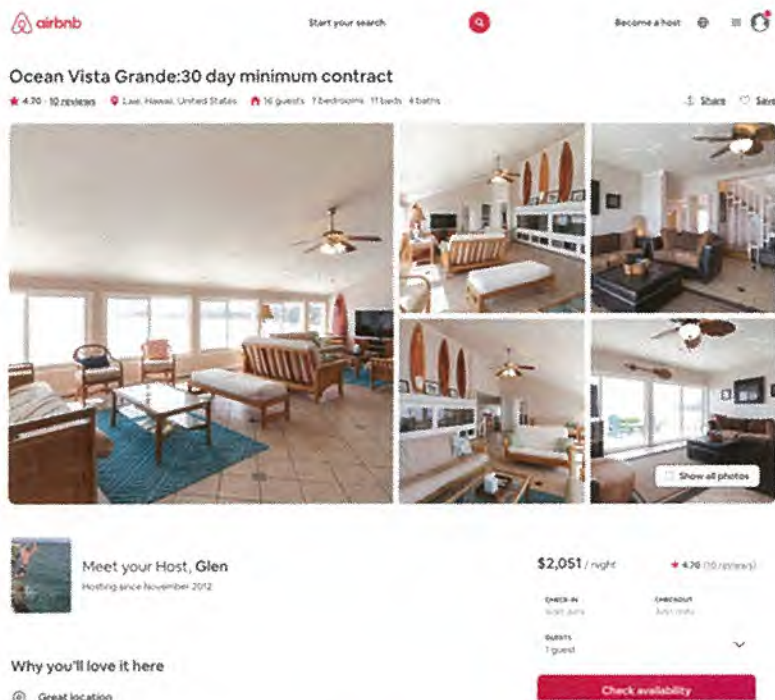 airbnb
Start your search
Become a host
Ocean Vista Grande:30 day minimum contract
4.70 · 10 reviews Laie, Hawaii, United States 16 guests 7 bedrooms 11 beds 4 baths
Share Save
Show all photos
Meet your Host, Glen
Hosting since November 2012
$2,051 / night 4.70 (10 reviews)
CHECK-IN CHECKOUT
GUESTS
1 guest
Why you'll love it here
Check availability
Great location